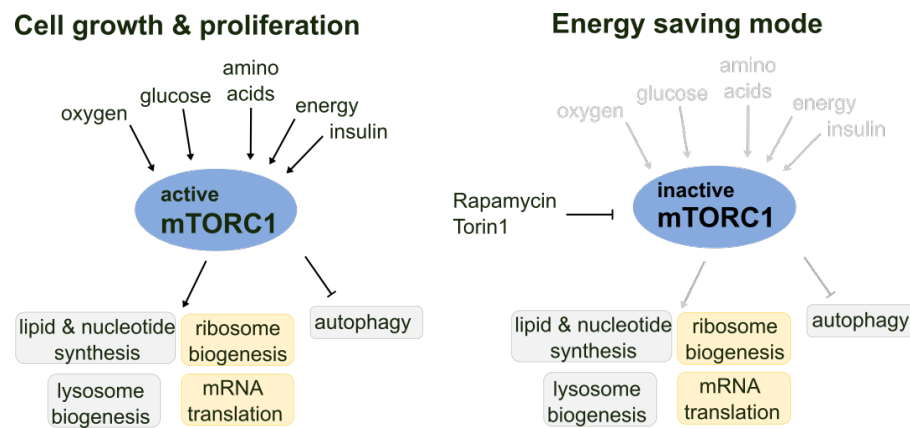 Cell growth & proliferation
oxygen
glucose
amino
acids
energy
insulin
active
mTORC1
lipid & nucleotide
synthesis
ribosome
biogenesis
autophagy
lysosome
biogenesis
mRNA
translation
Energy saving mode
oxygen
glucose
amino
acids
energy
insulin
Rapamycin
Torin1
inactive
mTORC1
lipid & nucleotide
synthesis
ribosome
biogenesis
autophagy
lysosome
biogenesis
mRNA
translation